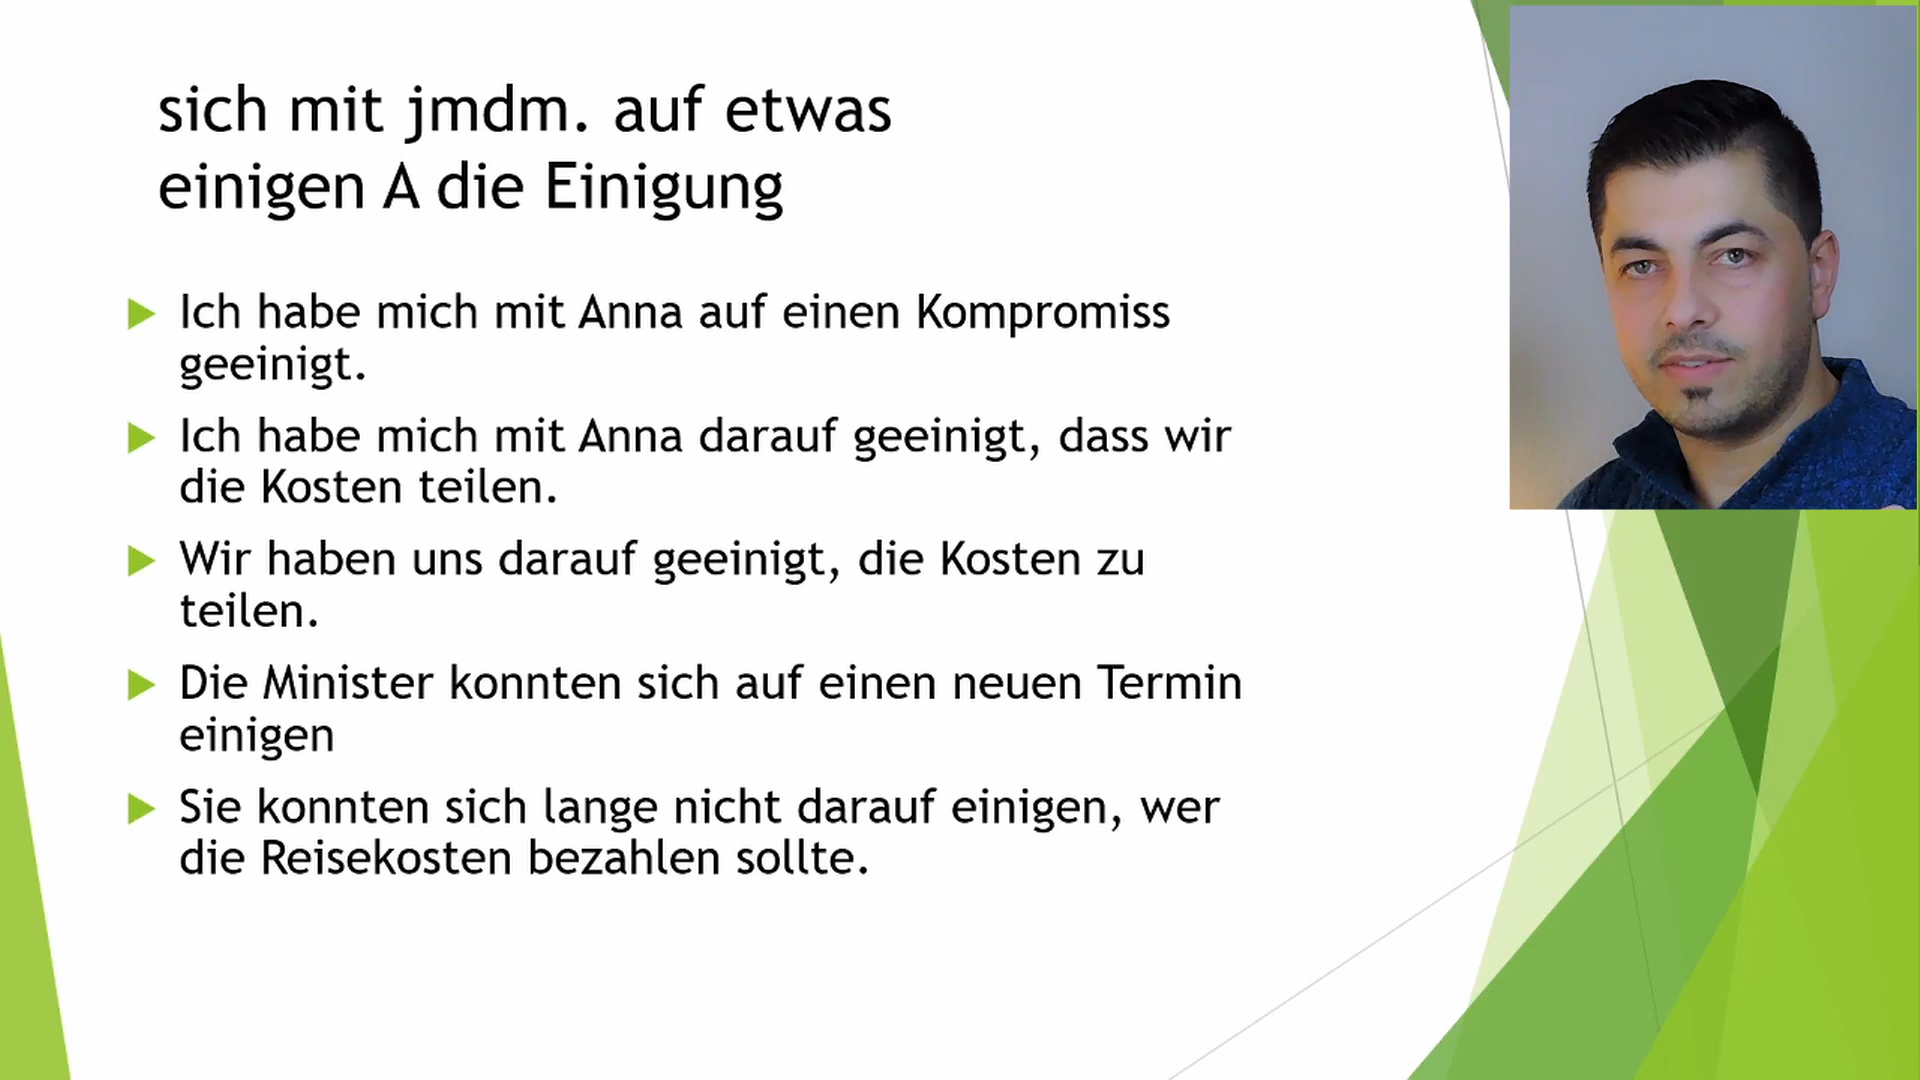 sich mit jmdm. auf etwas
einigen A die Einigung
Ich habe mich mit Anna auf einen Kompromiss
geeinigt.
Ich habe mich mit Anna darauf geeinigt, dass wir
die Kosten teilen.
Wir haben uns darauf geeinigt, die Kosten zu
teilen.
Die Minister konnten sich auf einen neuen Termin
einigen
Sie konnten sich lange nicht darauf einigen, wer
die Reisekosten bezahlen sollte.